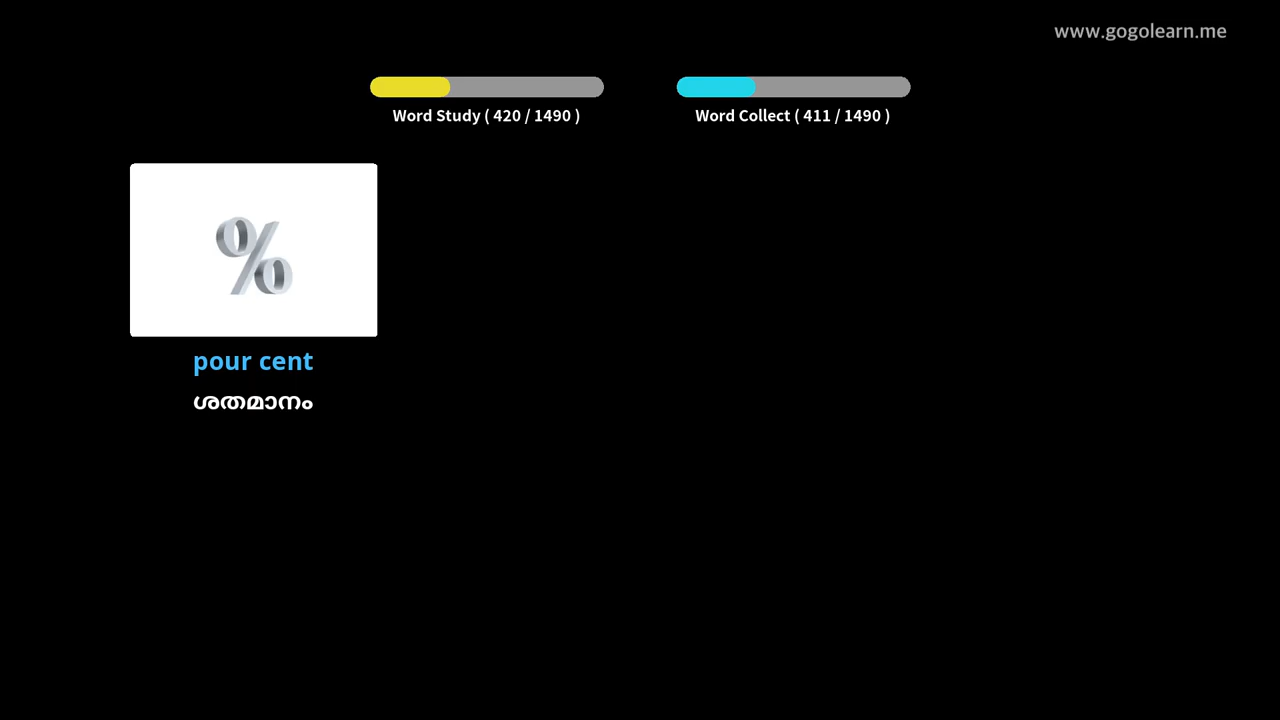 www.gogolearn.me
Word Study ( 420 / 1490 )
Word Collect ( 411 / 1490 )
%
pour cent
ശതമാനം